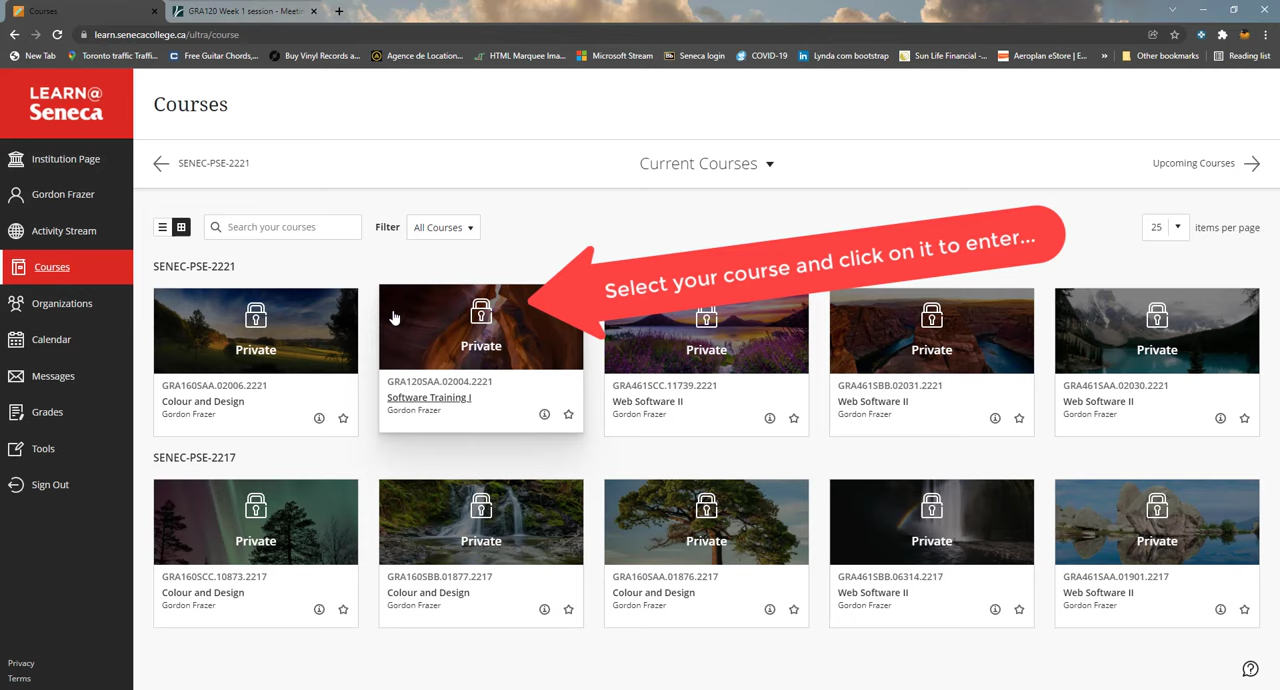 Courses
GRA120 Week 1 session - Meetin
learn.senecacollege.ca/ultra/course
New Tab
Toronto traffic Traffi...
Free Guitar Chords,...
Buy Vinyl Records a...
Agence de Location...
HTML Marquee Ima...
Microsoft Stream
Seneca login
COVID-19
Lynda com bootstrap
Sun Life Financial -...
Aeroplan eStore | E...
»
Other bookmarks
Reading list
LEARN@
Seneca
Institution Page
Gordon Frazer
Activity Stream
Courses
Organizations
Calendar
Messages
Grades
Tools
Sign Out
Privacy
Terms
Courses
SENEC-PSE-2221
Current Courses
Upcoming Courses
Search your courses
Filter
All Courses
25
items per page
Select your course and click on it to enter...
SENEC-PSE-2221
Private
GRA160SAA.02006.2221
Colour and Design
Gordon Frazer
Private
GRA120SAA.02004.2221
Software Training I
Gordon Frazer
Private
GRA461SCC.11739.2221
Web Software II
Gordon Frazer
Private
GRA461SBB.02031.2221
Web Software II
Gordon Frazer
Private
GRA461SAA.02030.2221
Web Software II
Gordon Frazer
SENEC-PSE-2217
Private
GRA160SCC.10873.2217
Colour and Design
Gordon Frazer
Private
GRA160SBB.01877.2217
Colour and Design
Gordon Frazer
Private
GRA160SAA.01876.2217
Colour and Design
Gordon Frazer
Private
GRA461SBB.06314.2217
Web Software II
Gordon Frazer
Private
GRA461SAA.01901.2217
Web Software II
Gordon Frazer